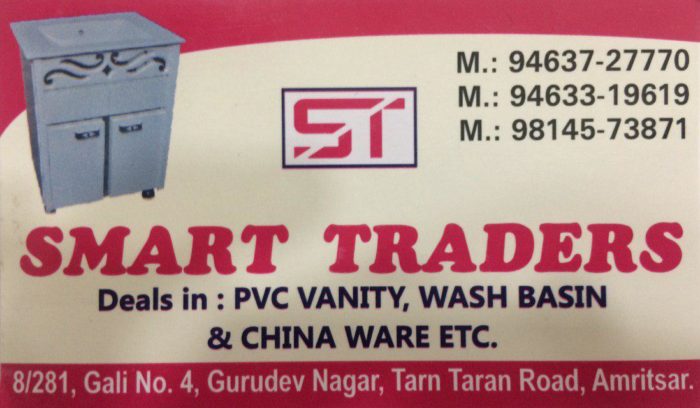 M.: 94637-27770
M.: 94633-19619
M.: 98145-73871
ST
SMART TRADERS
Deals in : PVC VANITY, WASH BASIN
& CHINA WARE ETC.
8/281, Gali No. 4, Gurudev Nagar, Tarn Taran Road, Amritsar.